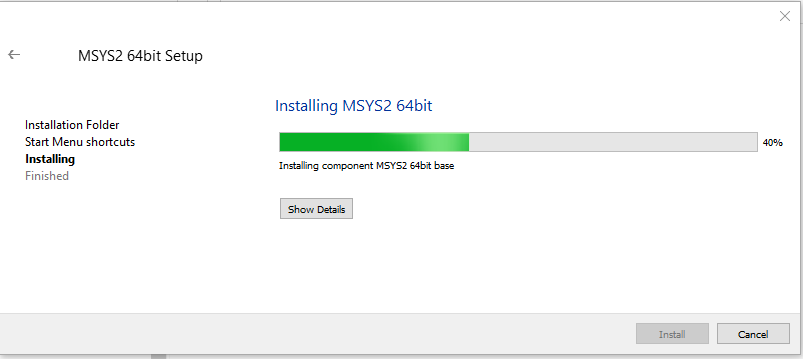 MSYS2 64bit Setup
Installing MSYS2 64bit
Installation Folder
Start Menu shortcuts
Installing
Finished
40%
Installing component MSYS2 64bit base
Show Details
Install
Cancel